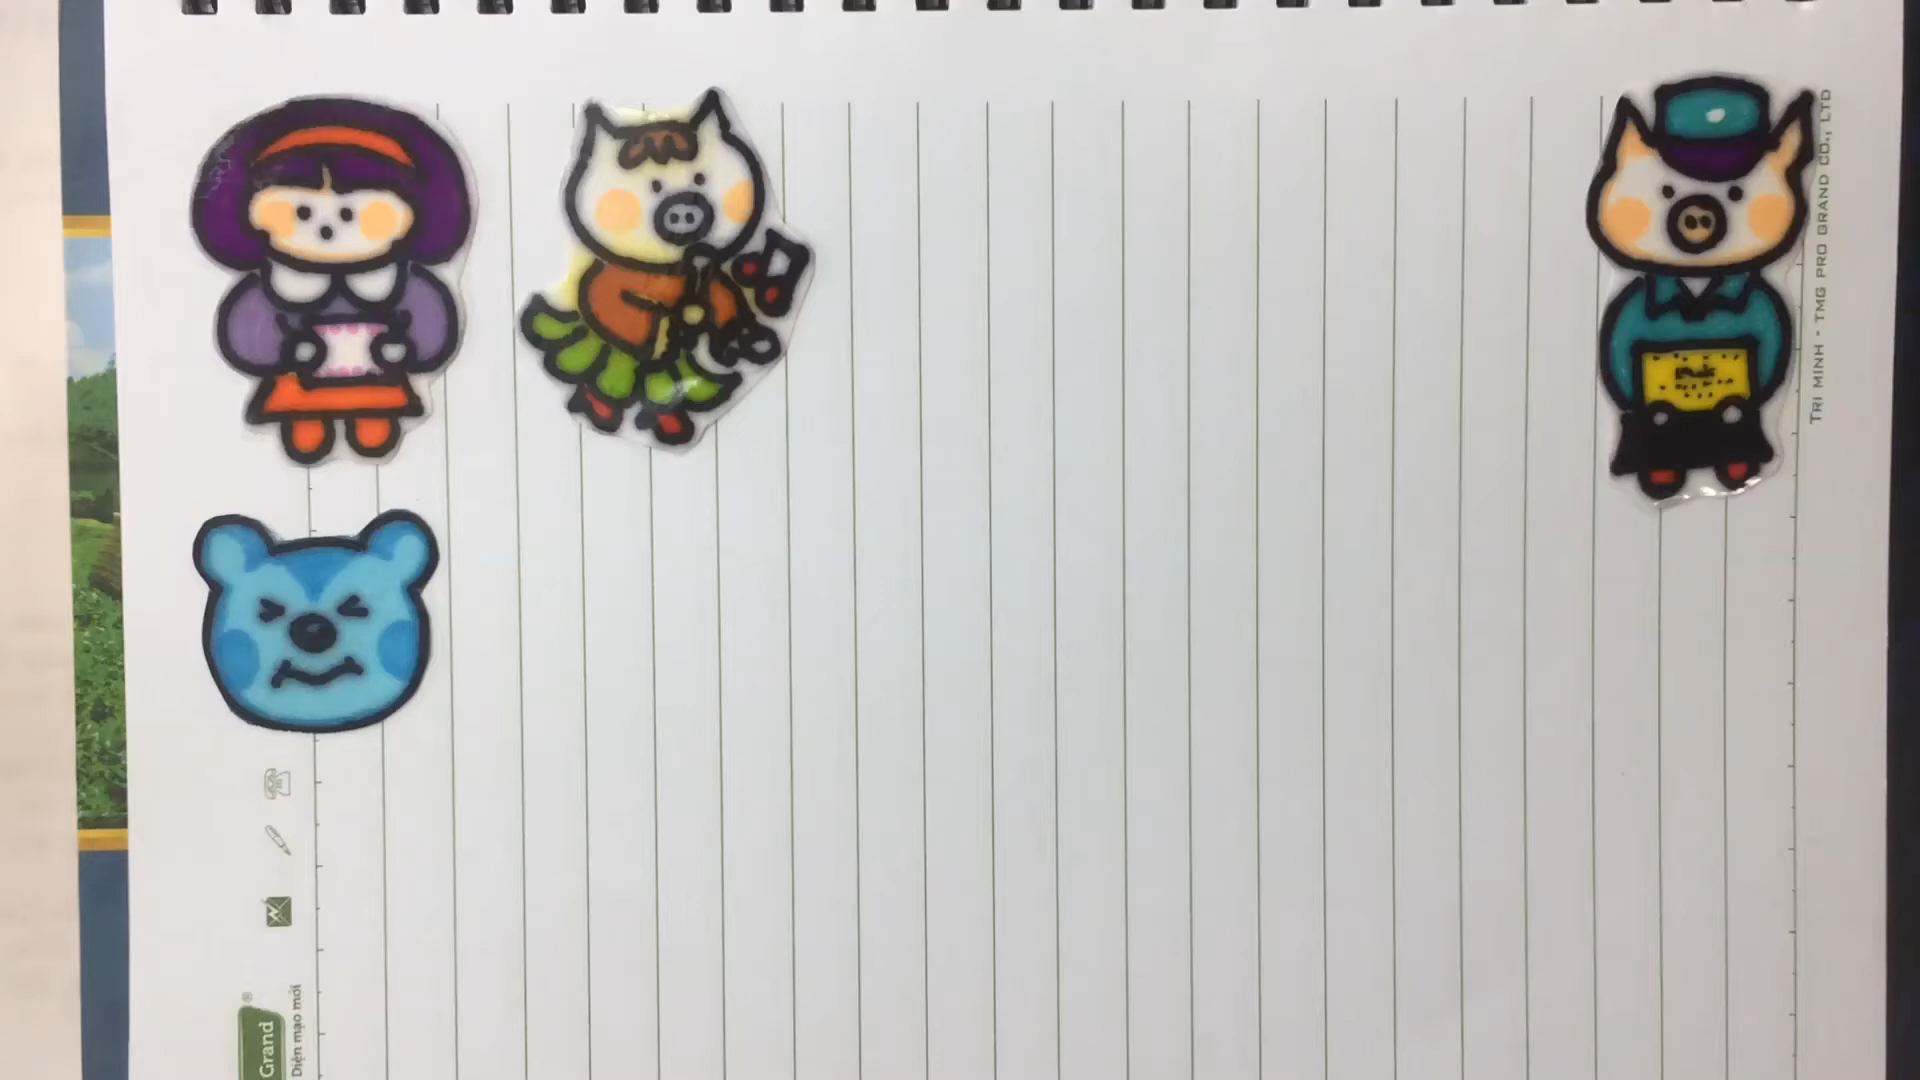 TRI MINH - TMG PRO GRAND CO., LTD
Grand ®
Diện mạo mới